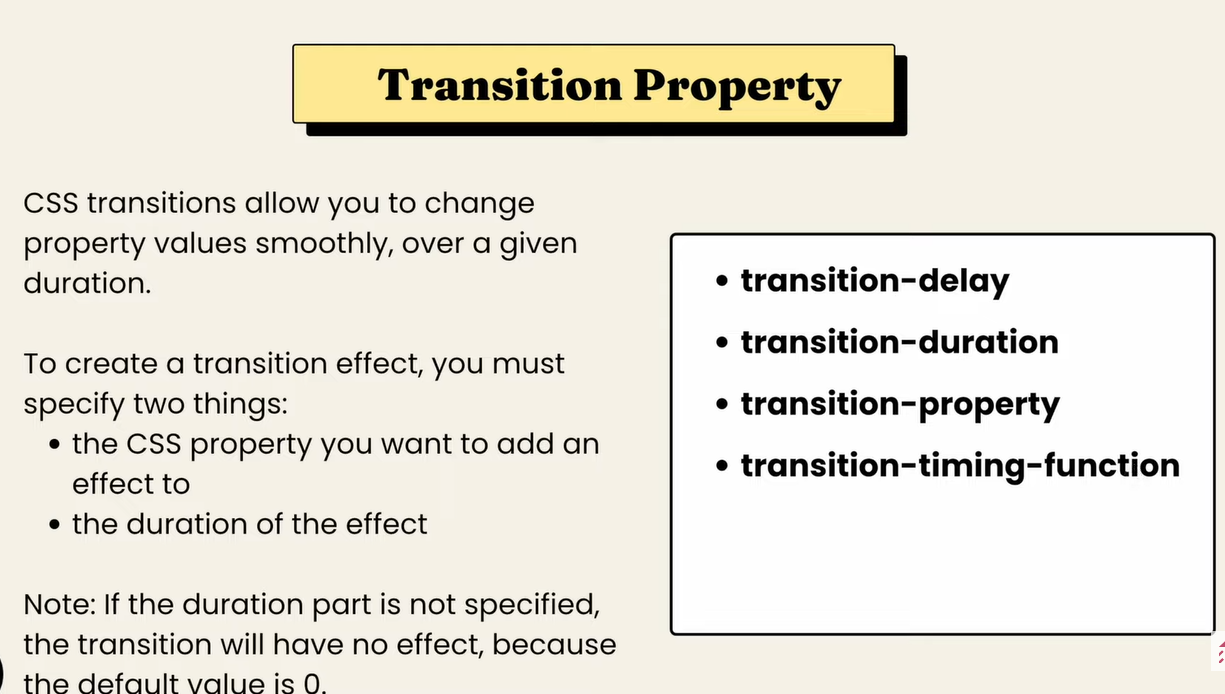 Transition Property
CSS transitions allow you to change
property values smoothly, over a given
duration.
To create a transition effect, you must
specify two things:
• the CSS property you want to add an
effect to
• the duration of the effect
Note: If the duration part is not specified,
the transition will have no effect, because
the default value is 0.
• transition-delay
• transition-duration
• transition-property
• transition-timing-function